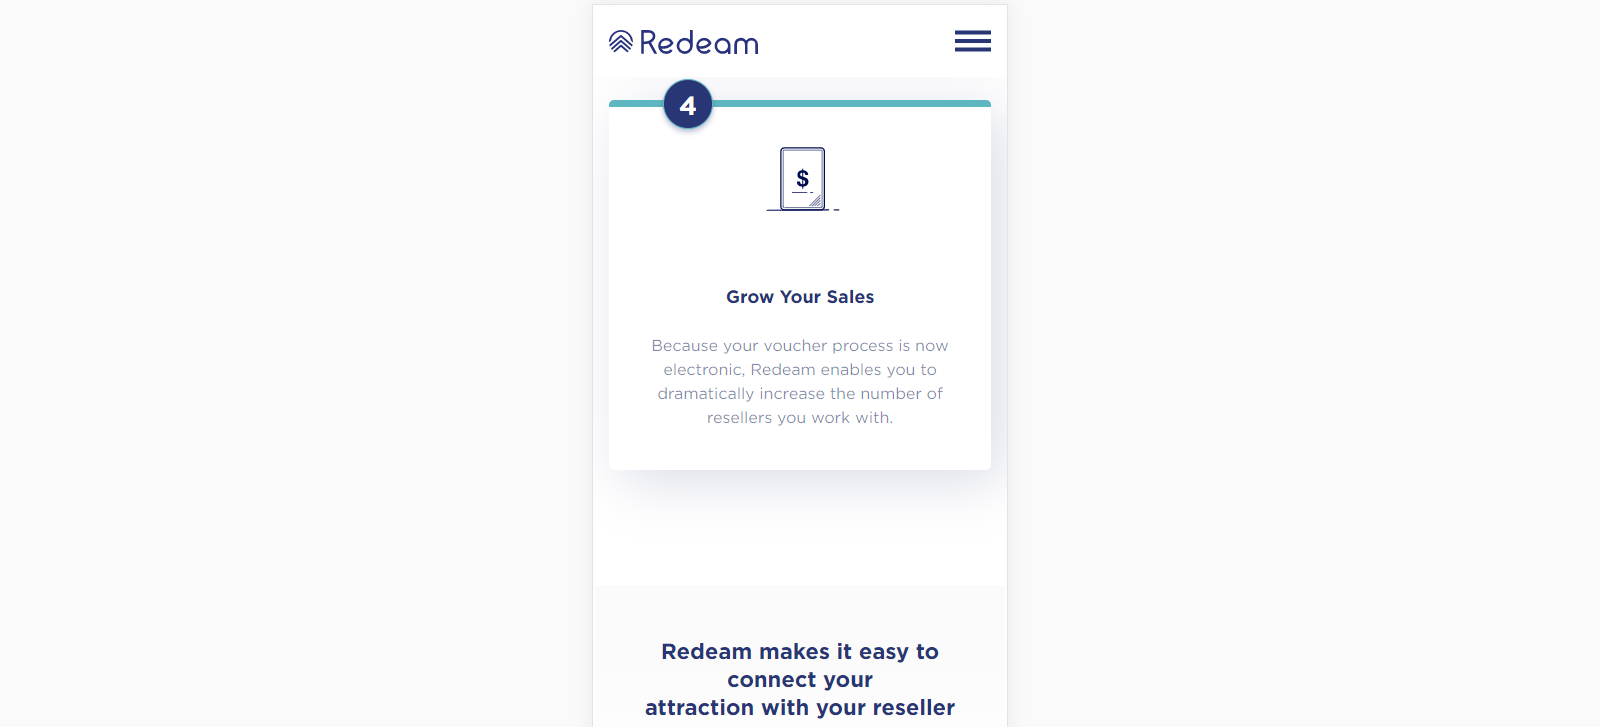 Redeam
4
$
Grow Your Sales
Because your voucher process is now
electronic, Redeam enables you to
dramatically increase the number of
resellers you work with.
Redeam makes it easy to
connect your
attraction with your reseller